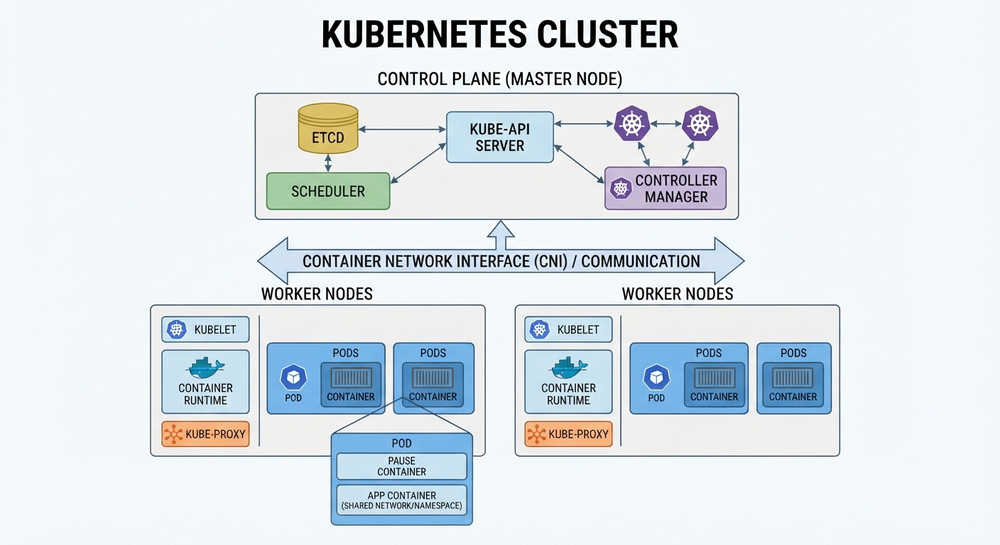 KUBERNETES CLUSTER
CONTROL PLANE (MASTER NODE)
ETCD
KUBE-API
SERVER
SCHEDULER
CONTROLLER
MANAGER
CONTAINER NETWORK INTERFACE (CNI) / COMMUNICATION
WORKER NODES
KUBELET
CONTAINER
RUNTIME
KUBE-PROXY
PODS
POD
CONTAINER
PODS
CONTAINER
POD
PAUSE
CONTAINER
APP CONTAINER
(SHARED NETWORK/NAMESPACE)
WORKER NODES
KUBELET
CONTAINER
RUNTIME
KUBE-PROXY
PODS
POD
CONTAINER
PODS
CONTAINER